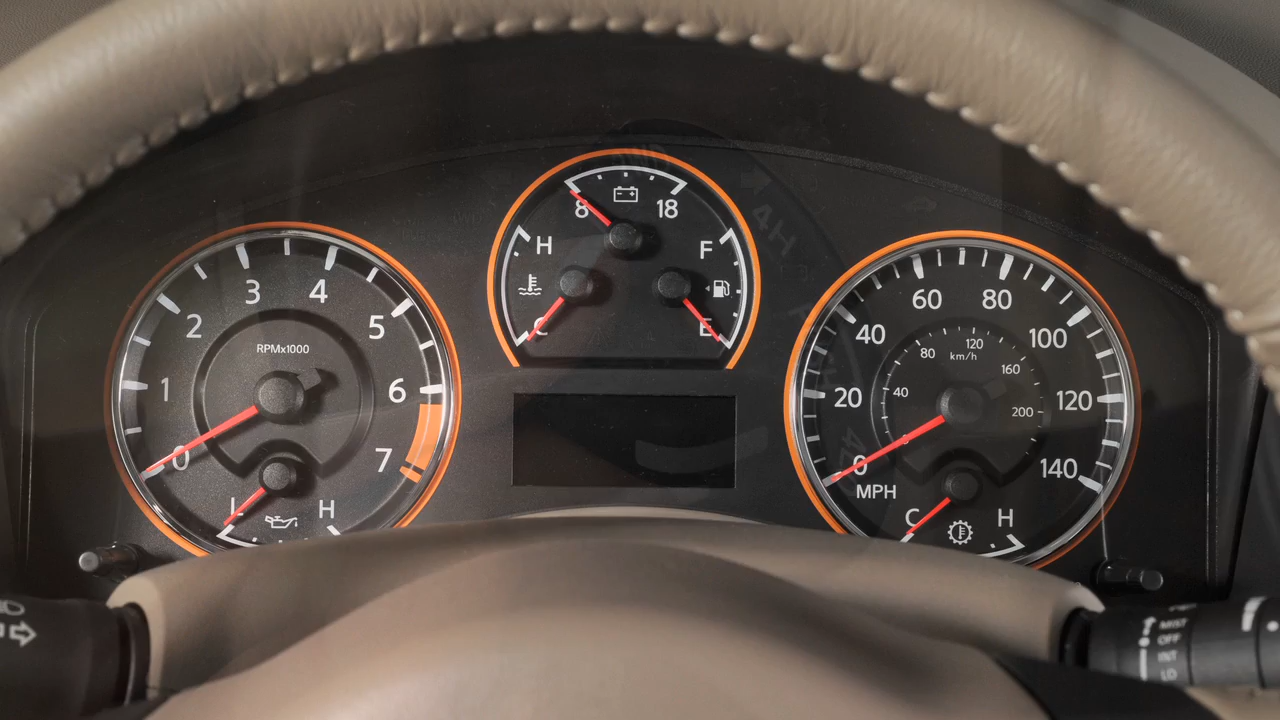 8 18
H F
C E
3 4
2 5
RPMx1000
1 6
0 7
L H
60 80
40 100
120
80 km/h 160
20 40 200 120
0 140
MPH
C H
4H
MIST
OFF
INT
LO